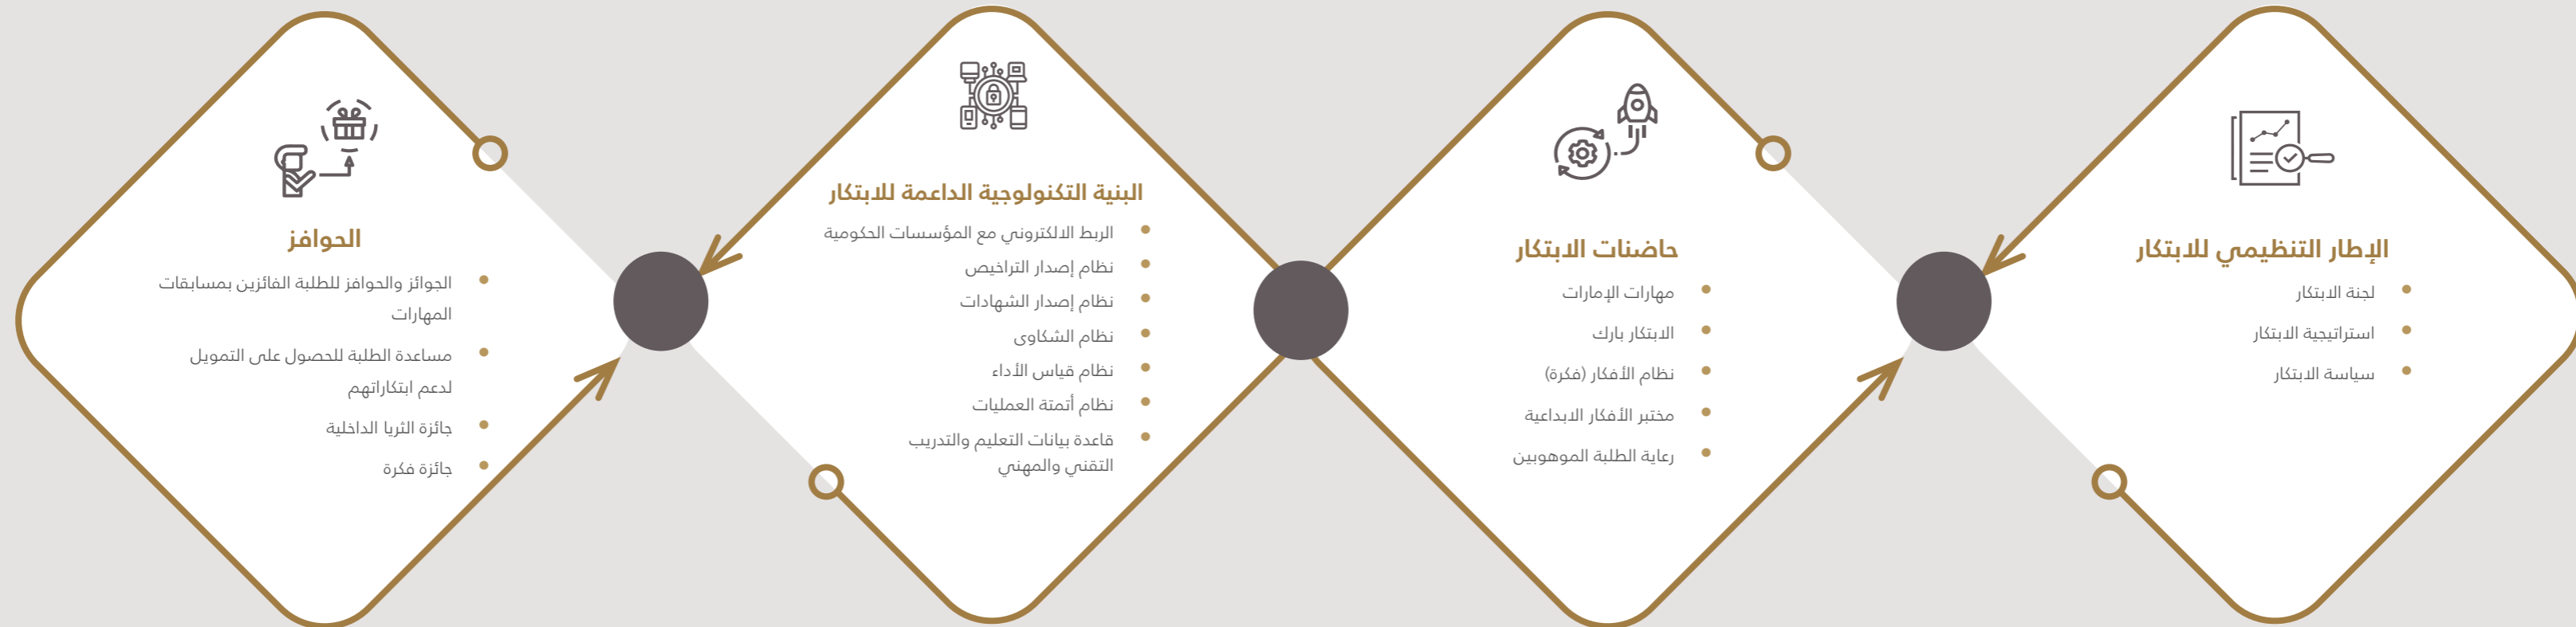 الإطار التنظيمي للابتكار
لجنة الابتكار
استراتيجية الابتكار
سياسة الابتكار
حاضنات الابتكار
مهارات الإمارات
الابتكار بارك
نظام الأفكار (فكرة)
مختبر الأفكار الابداعية
رعاية الطلبة الموهوبين
البنية التكنولوجية الداعمة للابتكار
الربط الالكتروني مع المؤسسات الحكومية
نظام إصدار التراخيص
نظام إصدار الشهادات
نظام الشكاوى
نظام قياس الأداء
نظام أتمتة العمليات
قاعدة بيانات التعليم والتدريب
التقني والمهني
الحوافز
الجوائز والحوافز للطلبة الفائزين بمسابقات
المهارات
مساعدة الطلبة للحصول على التمويل
لدعم ابتكاراتهم
جائزة الثريا الداخلية
جائزة فكرة